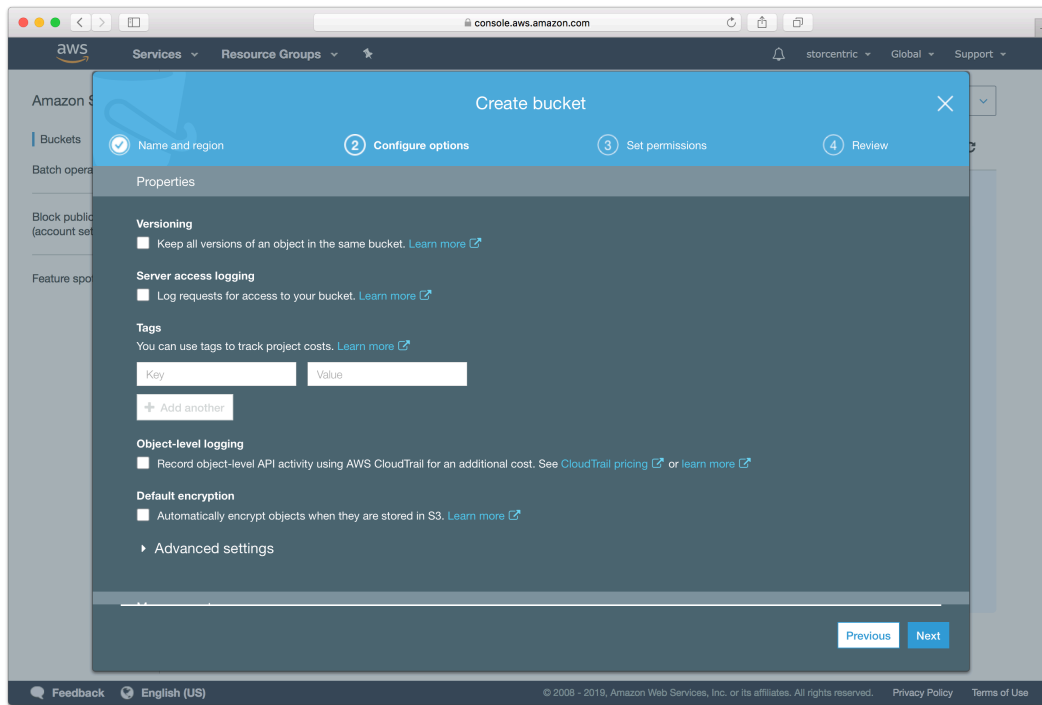 console.aws.amazon.com
aws
Services
Resource Groups
storcentric
Global
Support
Amazon S
Buckets
Batch opera
Block public
(account set
Feature spo
Create bucket
Name and region
2 Configure options
3 Set permissions
4 Review
Properties
Versioning
Keep all versions of an object in the same bucket. Learn more
Server access logging
Log requests for access to your bucket. Learn more
Tags
You can use tags to track project costs. Learn more
Key Value
+ Add another
Object-level logging
Record object-level API activity using AWS CloudTrail for an additional cost. See CloudTrail pricing or learn more
Default encryption
Automatically encrypt objects when they are stored in S3. Learn more
Advanced settings
Previous Next
Feedback English (US)
© 2008 - 2019, Amazon Web Services, Inc. or its affiliates. All rights reserved. Privacy Policy Terms of Use